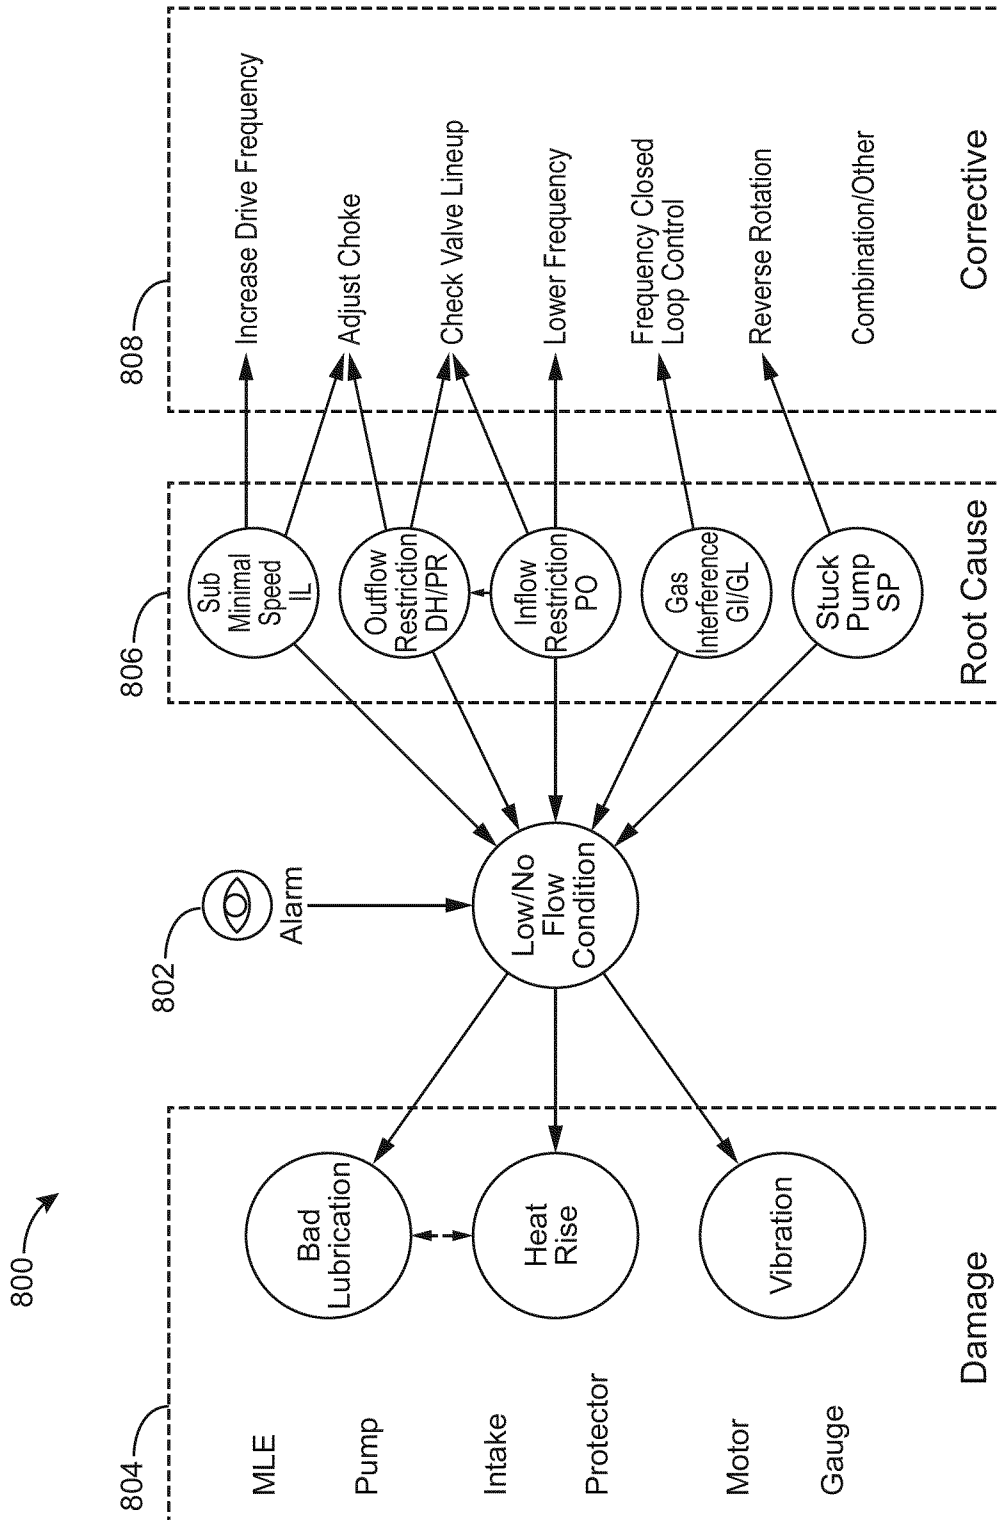 800
804
MLE
Pump
Intake
Protector
Motor
Gauge
Bad
Lubrication
Heat
Rise
Vibration
Damage
802
Alarm
Low/No
Flow
Condition
806
Sub
Minimal
Speed
IL
Outflow
Restriction
DH/PR
Inflow
Restriction
PO
Gas
Interference
GI/GL
Stuck
Pump
SP
Root Cause
808
Increase Drive Frequency
Adjust Choke
Check Valve Lineup
Lower Frequency
Frequency Closed
Loop Control
Reverse Rotation
Combination/Other
Corrective